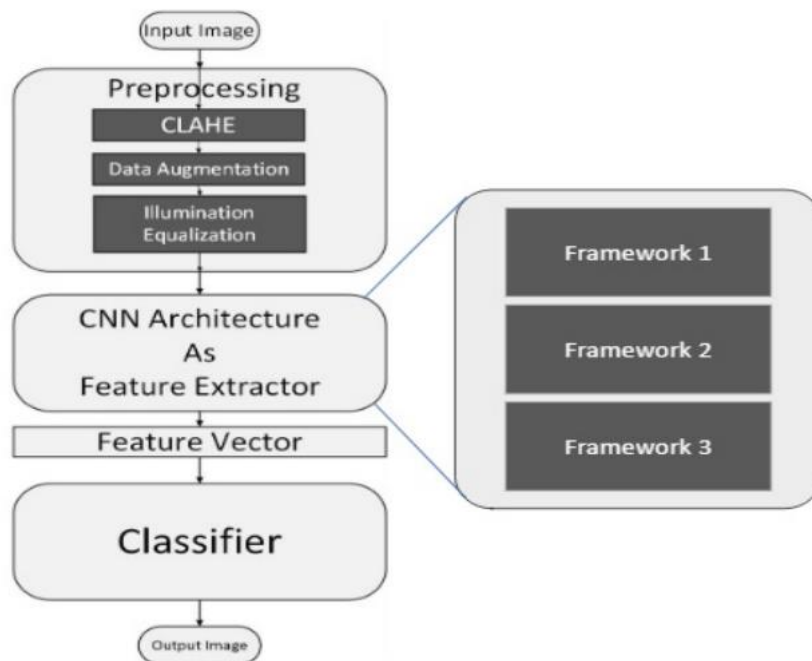 Input Image
Preprocessing
CLAHE
Data Augmentation
Illumination
Equalization
CNN Architecture
As
Feature Extractor
Feature Vector
Classifier
Output Image
Framework 1
Framework 2
Framework 3